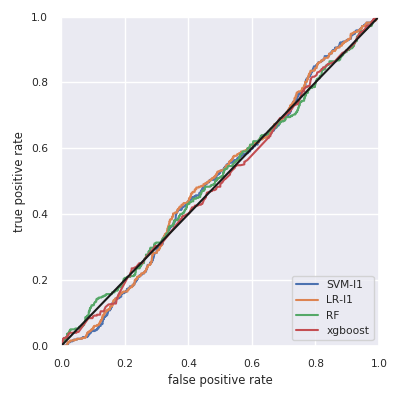 1.0
0.8
0.6
0.4
0.2
0.0
true positive rate
0.0 0.2 0.4 0.6 0.8 1.0
false positive rate
SVM-l1
LR-l1
RF
xgboost